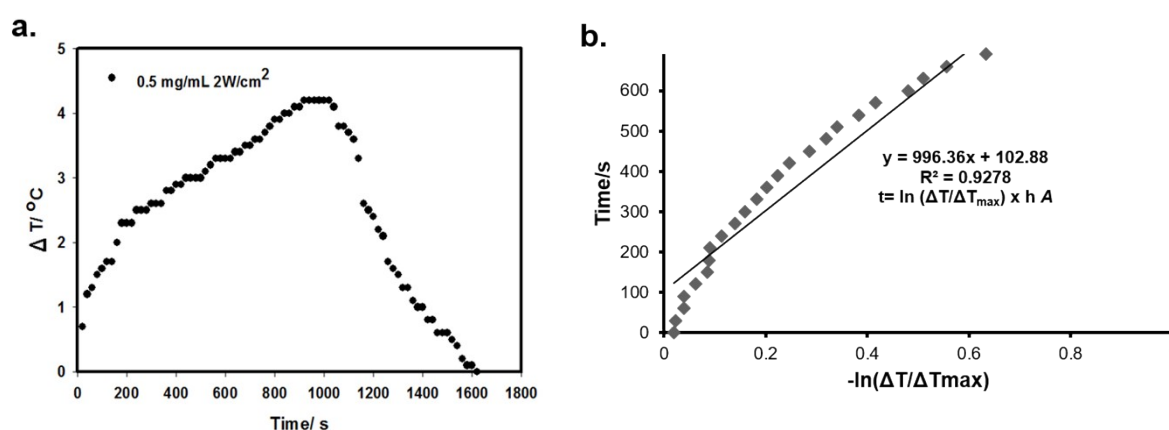 a.
5
4
3
2
1
0
Δ T/ °C
0.5 mg/mL 2W/cm²
0 200 400 600 800 1000 1200 1400 1600 1800
Time/ s
b.
600
500
400
300
200
100
0
Time/s
y = 996.36x + 102.88
R² = 0.9278
t= ln (ΔT/ΔTmax) x h A
0 0.2 0.4 0.6 0.8
-ln(ΔT/ΔTmax)